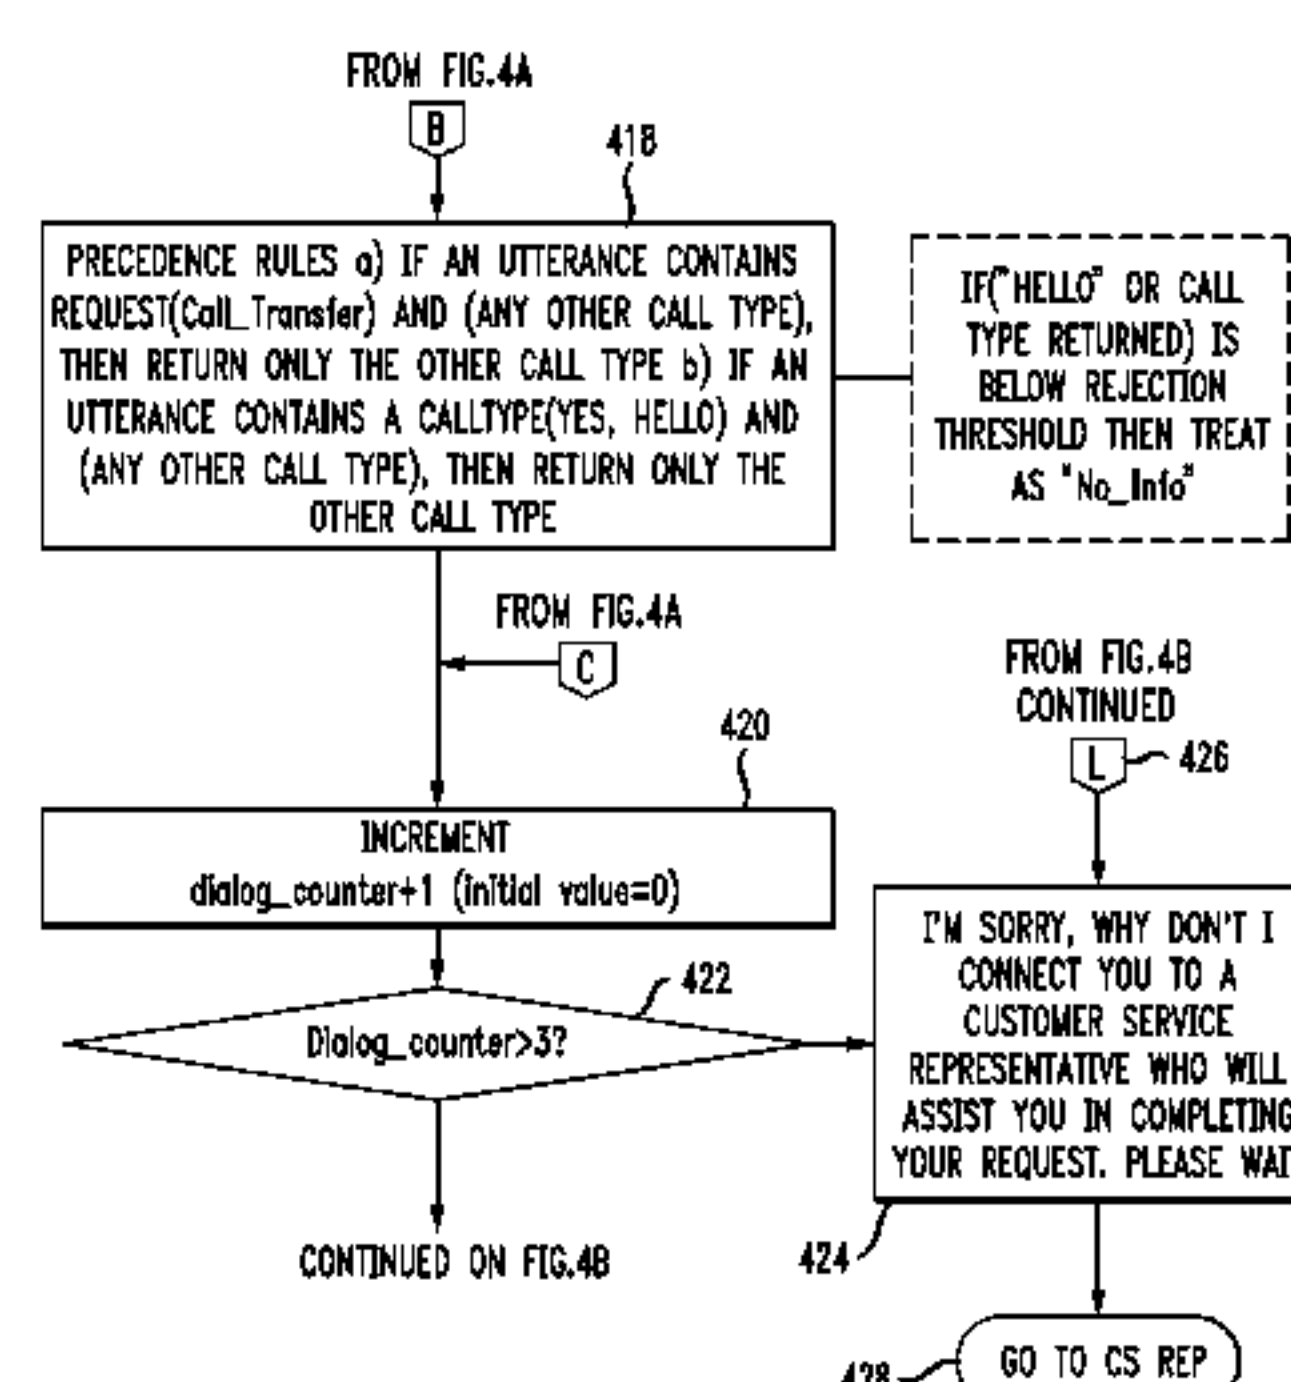 FROM FIG.4A
B
418
PRECEDENCE RULES a) IF AN UTTERANCE CONTAINS
REQUEST(Call_Transfer) AND (ANY OTHER CALL TYPE),
THEN RETURN ONLY THE OTHER CALL TYPE b) IF AN
UTTERANCE CONTAINS A CALLTYPE(YES, HELLO) AND
(ANY OTHER CALL TYPE), THEN RETURN ONLY THE
OTHER CALL TYPE
IF("HELLO" OR CALL
TYPE RETURNED) IS
BELOW REJECTION
THRESHOLD THEN TREAT
AS "No_Info"
FROM FIG.4A
C
420
INCREMENT
dialog_counter+1 (initial value=0)
422
Dialog_counter>3?
CONTINUED ON FIG.4B
FROM FIG.4B
CONTINUED
L
426
I'M SORRY, WHY DON'T I
CONNECT YOU TO A
CUSTOMER SERVICE
REPRESENTATIVE WHO WILL
ASSIST YOU IN COMPLETING
YOUR REQUEST. PLEASE WAIT
424
GO TO CS REP
428